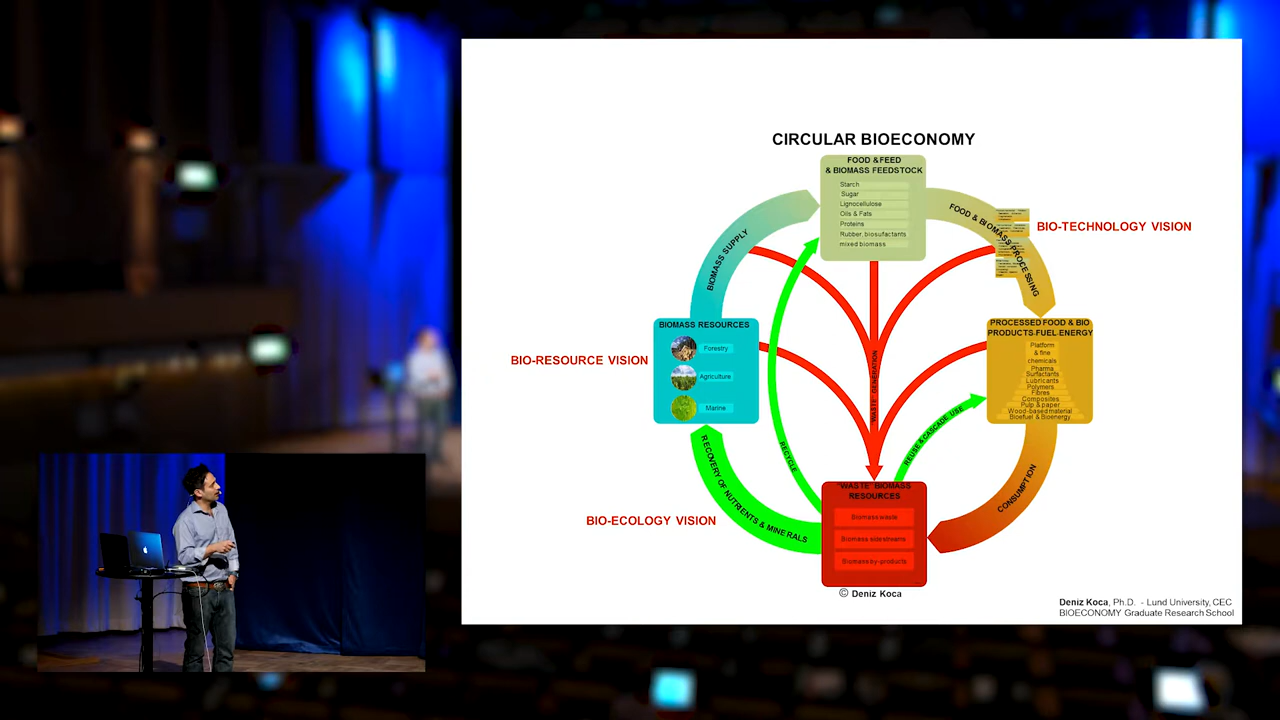 CIRCULAR BIOECONOMY
FOOD & FEED
& BIOMASS FEEDSTOCK
Starch
Sugar
Lignocellulose
Oils & Fats
Proteins
Rubber, biosufactants
mixed biomass
FOOD & BIOMASS PROCESSING
BIO-TECHNOLOGY VISION
BIOMASS SUPPLY
BIOMASS RESOURCES
Forestry
Agriculture
Marine
BIO-RESOURCE VISION
PROCESSED FOOD & BIO
PRODUCTS FUEL ENERGY
Platform
& fine
chemicals
Pharma
Surfactants
Lubricants
Polymers
Fibres
Composites
Pulp & paper
Wood-based material
Biofuel & Bioenergy
"WASTE" GENERATION
REUSE & CASCADE USE
RECYCLE
RECOVERY OF NUTRIENTS & MINERALS
CONSUMPTION
BIO-ECOLOGY VISION
"WASTE" BIOMASS
RESOURCES
Biomass waste
Biomass sidestreams
Biomass by-products
© Deniz Koca
Deniz Koca, Ph.D. - Lund University, CEC
BIOECONOMY Graduate Research School